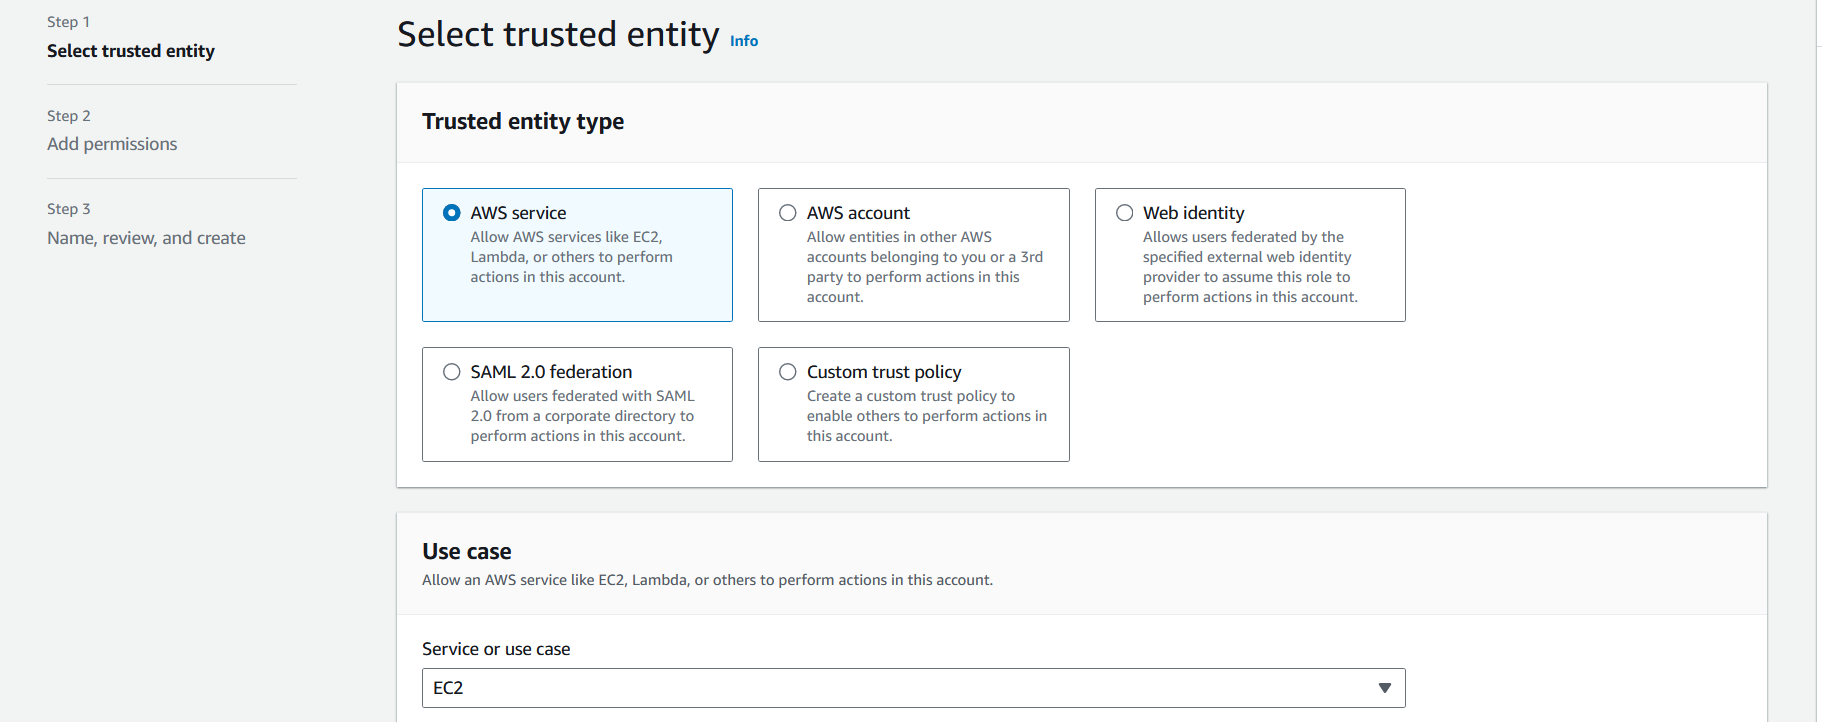 Step 1
Select trusted entity
Step 2
Add permissions
Step 3
Name, review, and create
Select trusted entity Info
Trusted entity type
AWS service
Allow AWS services like EC2,
Lambda, or others to perform
actions in this account.
AWS account
Allow entities in other AWS
accounts belonging to you or a 3rd
party to perform actions in this
account.
Web identity
Allows users federated by the
specified external web identity
provider to assume this role to
perform actions in this account.
SAML 2.0 federation
Allow users federated with SAML
2.0 from a corporate directory to
perform actions in this account.
Custom trust policy
Create a custom trust policy to
enable others to perform actions in
this account.
Use case
Allow an AWS service like EC2, Lambda, or others to perform actions in this account.
Service or use case
EC2